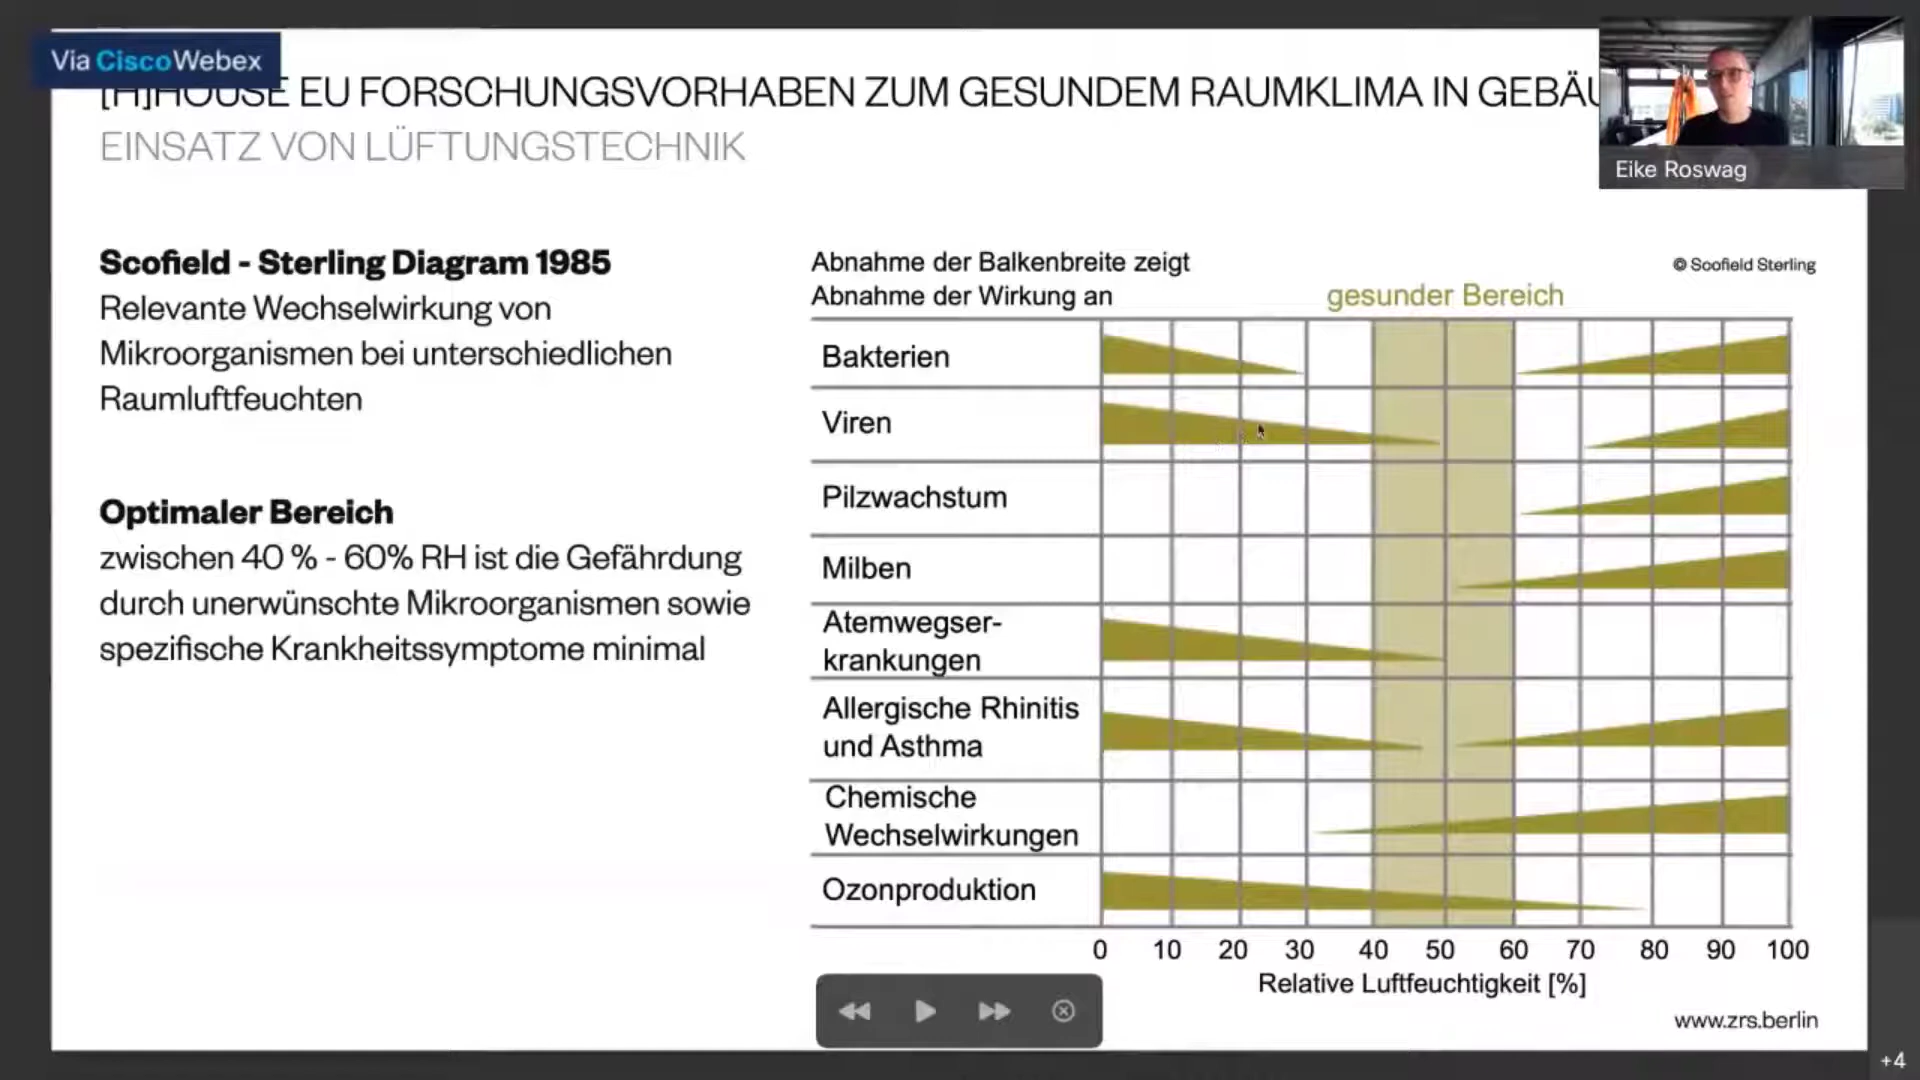 Via CiscoWebex
[H]HOUSE EU FORSCHUNGSVORHABEN ZUM GESUNDEM RAUMKLIMA IN GEBÄU
EINSATZ VON LÜFTUNGSTECHNIK
Eike Roswag
Scofield - Sterling Diagram 1985
Relevante Wechselwirkung von
Mikroorganismen bei unterschiedlichen
Raumluftfeuchten
Optimaler Bereich
zwischen 40 % - 60% RH ist die Gefährdung
durch unerwünschte Mikroorganismen sowie
spezifische Krankheitssymptome minimal
Abnahme der Balkenbreite zeigt
Abnahme der Wirkung an
© Scofield Sterling
gesunder Bereich
Bakterien
Viren
Pilzwachstum
Milben
Atemwegser-
krankungen
Allergische Rhinitis
und Asthma
Chemische
Wechselwirkungen
Ozonproduktion
0 10 20 30 40 50 60 70 80 90 100
Relative Luftfeuchtigkeit [%]
www.zrs.berlin
+4